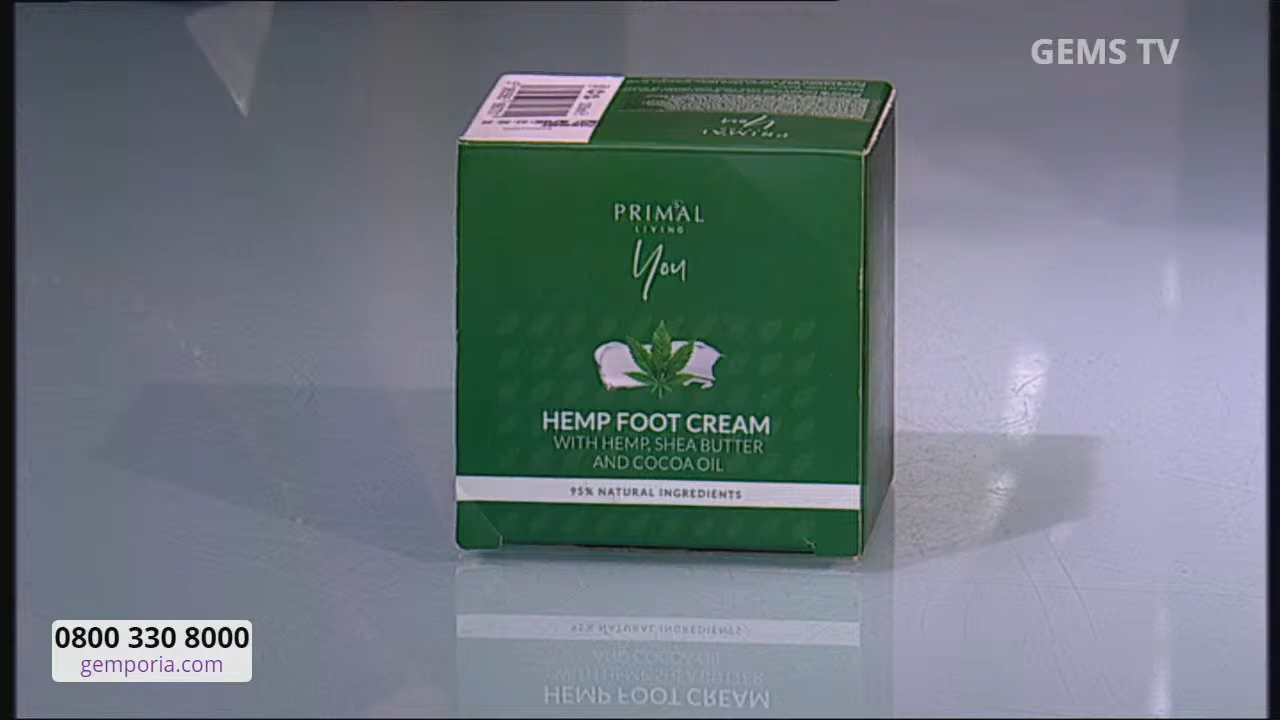 GEMS TV
PRIMAL
LIVING
You
HEMP FOOT CREAM
WITH HEMP, SHEA BUTTER
AND COCOA OIL
95% NATURAL INGREDIENTS
0800 330 8000
gemporia.com